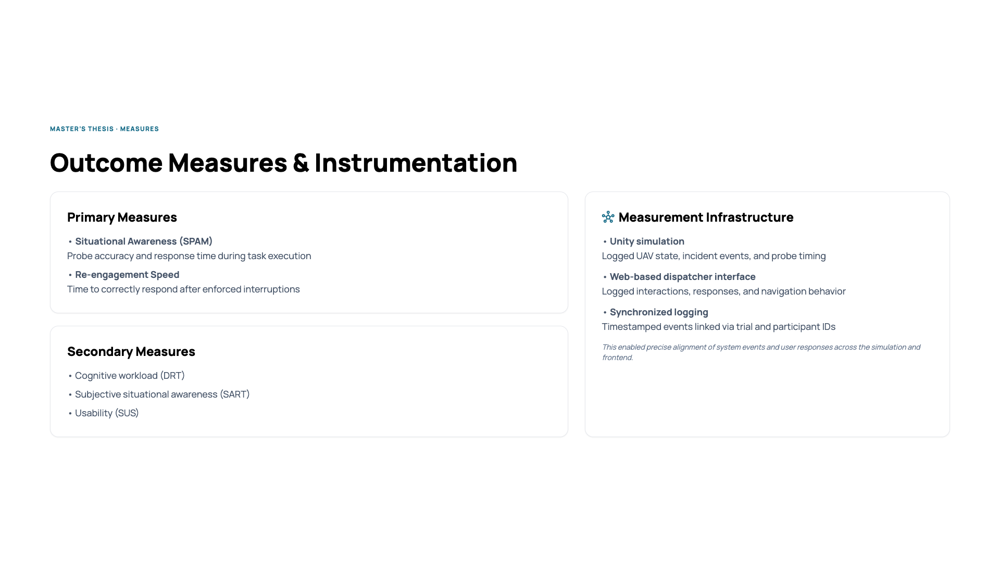 MASTER'S THESIS · MEASURES
Outcome Measures & Instrumentation
Primary Measures
• Situational Awareness (SPAM)
Probe accuracy and response time during task execution
• Re-engagement Speed
Time to correctly respond after enforced interruptions
Secondary Measures
• Cognitive workload (DRT)
• Subjective situational awareness (SART)
• Usability (SUS)
Measurement Infrastructure
• Unity simulation
Logged UAV state, incident events, and probe timing
• Web-based dispatcher interface
Logged interactions, responses, and navigation behavior
• Synchronized logging
Timestamped events linked via trial and participant IDs
This enabled precise alignment of system events and user responses across the simulation and
frontend.